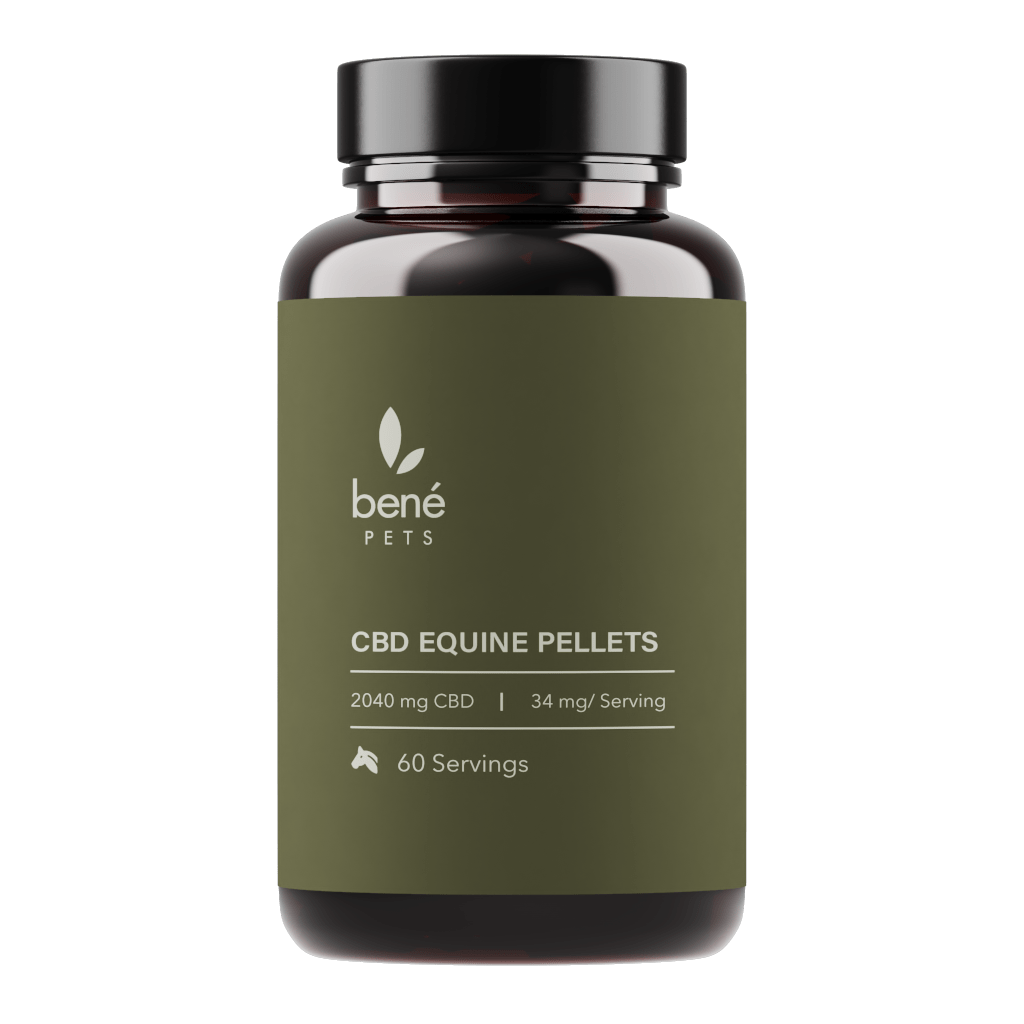 bené
PETS
CBD EQUINE PELLETS
2040 mg CBD | 34 mg/ Serving
60 Servings